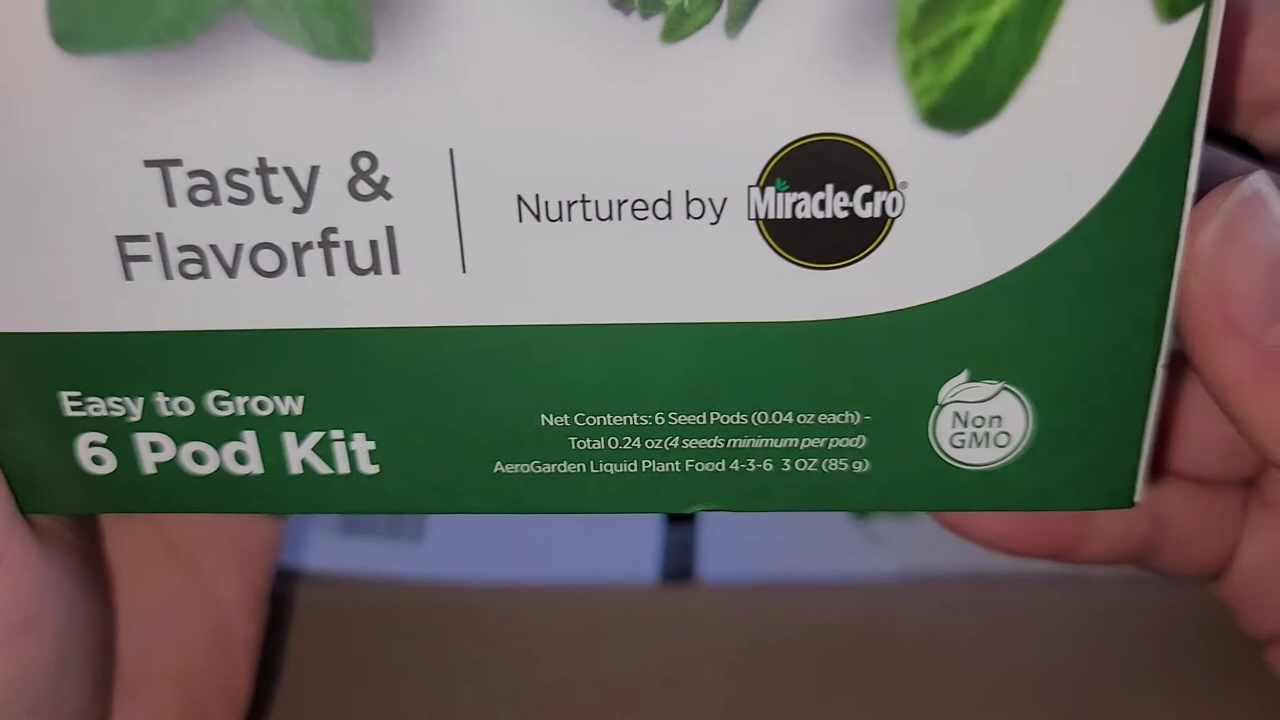 Tasty &
Flavorful
Nurtured by Miracle-Gro®
Easy to Grow
6 Pod Kit
Net Contents: 6 Seed Pods (0.04 oz each) –
Total 0.24 oz (4 seeds minimum per pod)
AeroGarden Liquid Plant Food 4-3-6 3 OZ (85 g)
Non
GMO